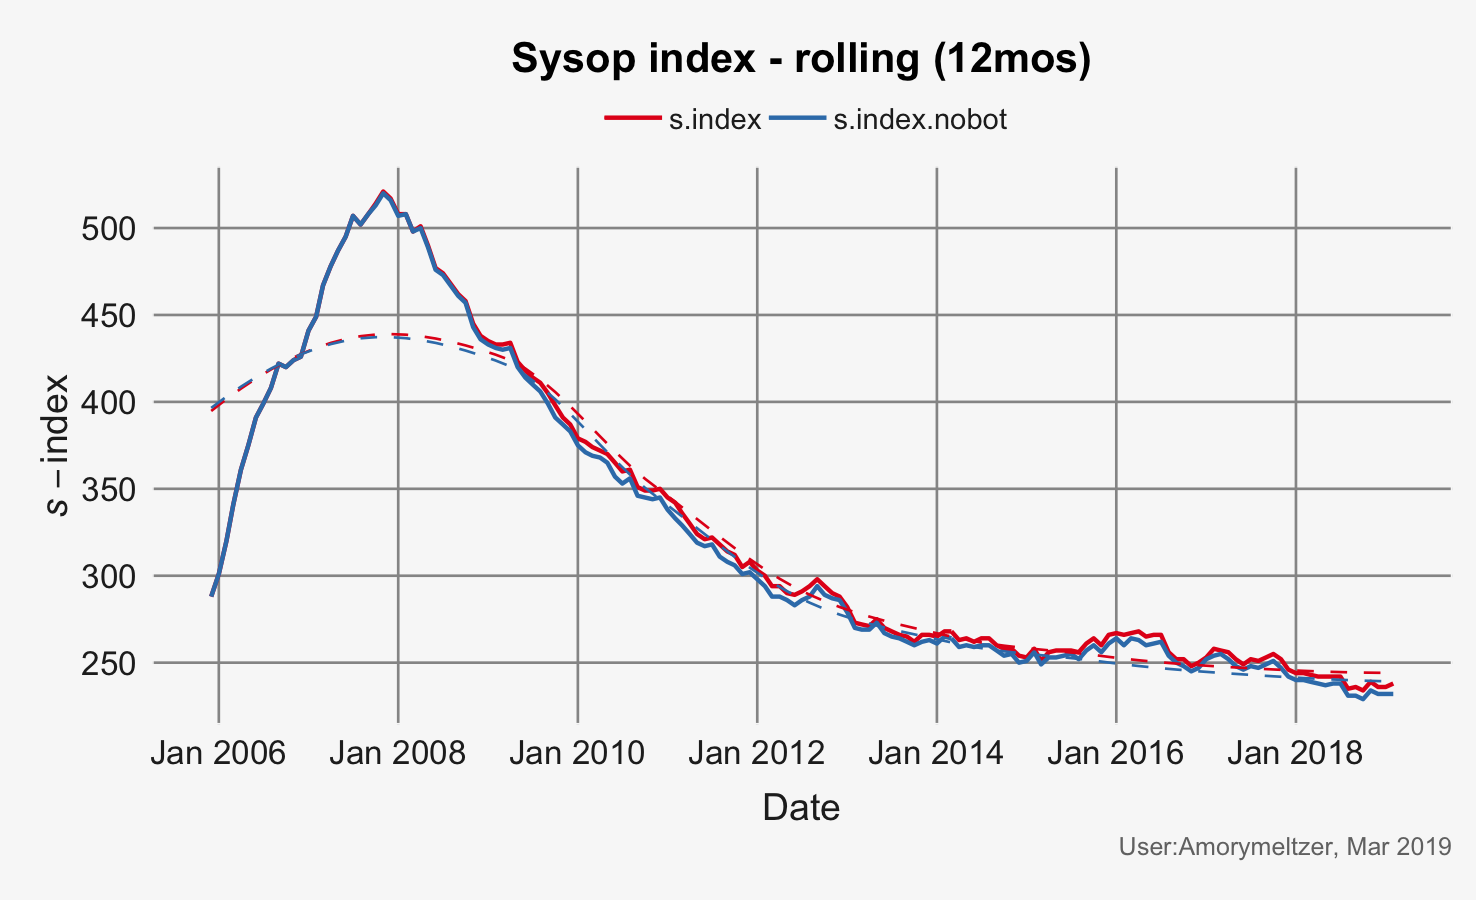 Sysop index - rolling (12mos)
s.index s.index.nobot
500
450
400
350
300
250
s – index
Jan 2006 Jan 2008 Jan 2010 Jan 2012 Jan 2014 Jan 2016 Jan 2018
Date
User:Amorymeltzer, Mar 2019